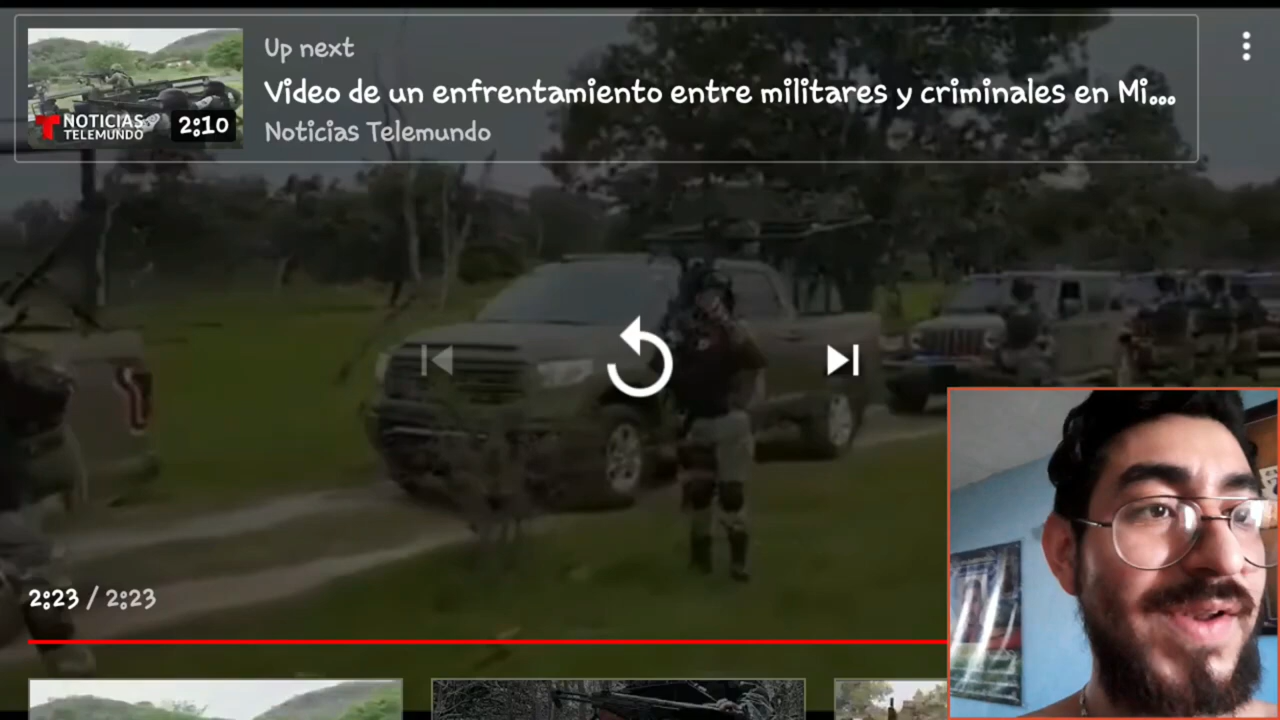 Up next
Video de un enfrentamiento entre militares y criminales en Mi...
Noticias Telemundo
NOTICIAS
TELEMUNDO
2:10
2:23 / 2:23